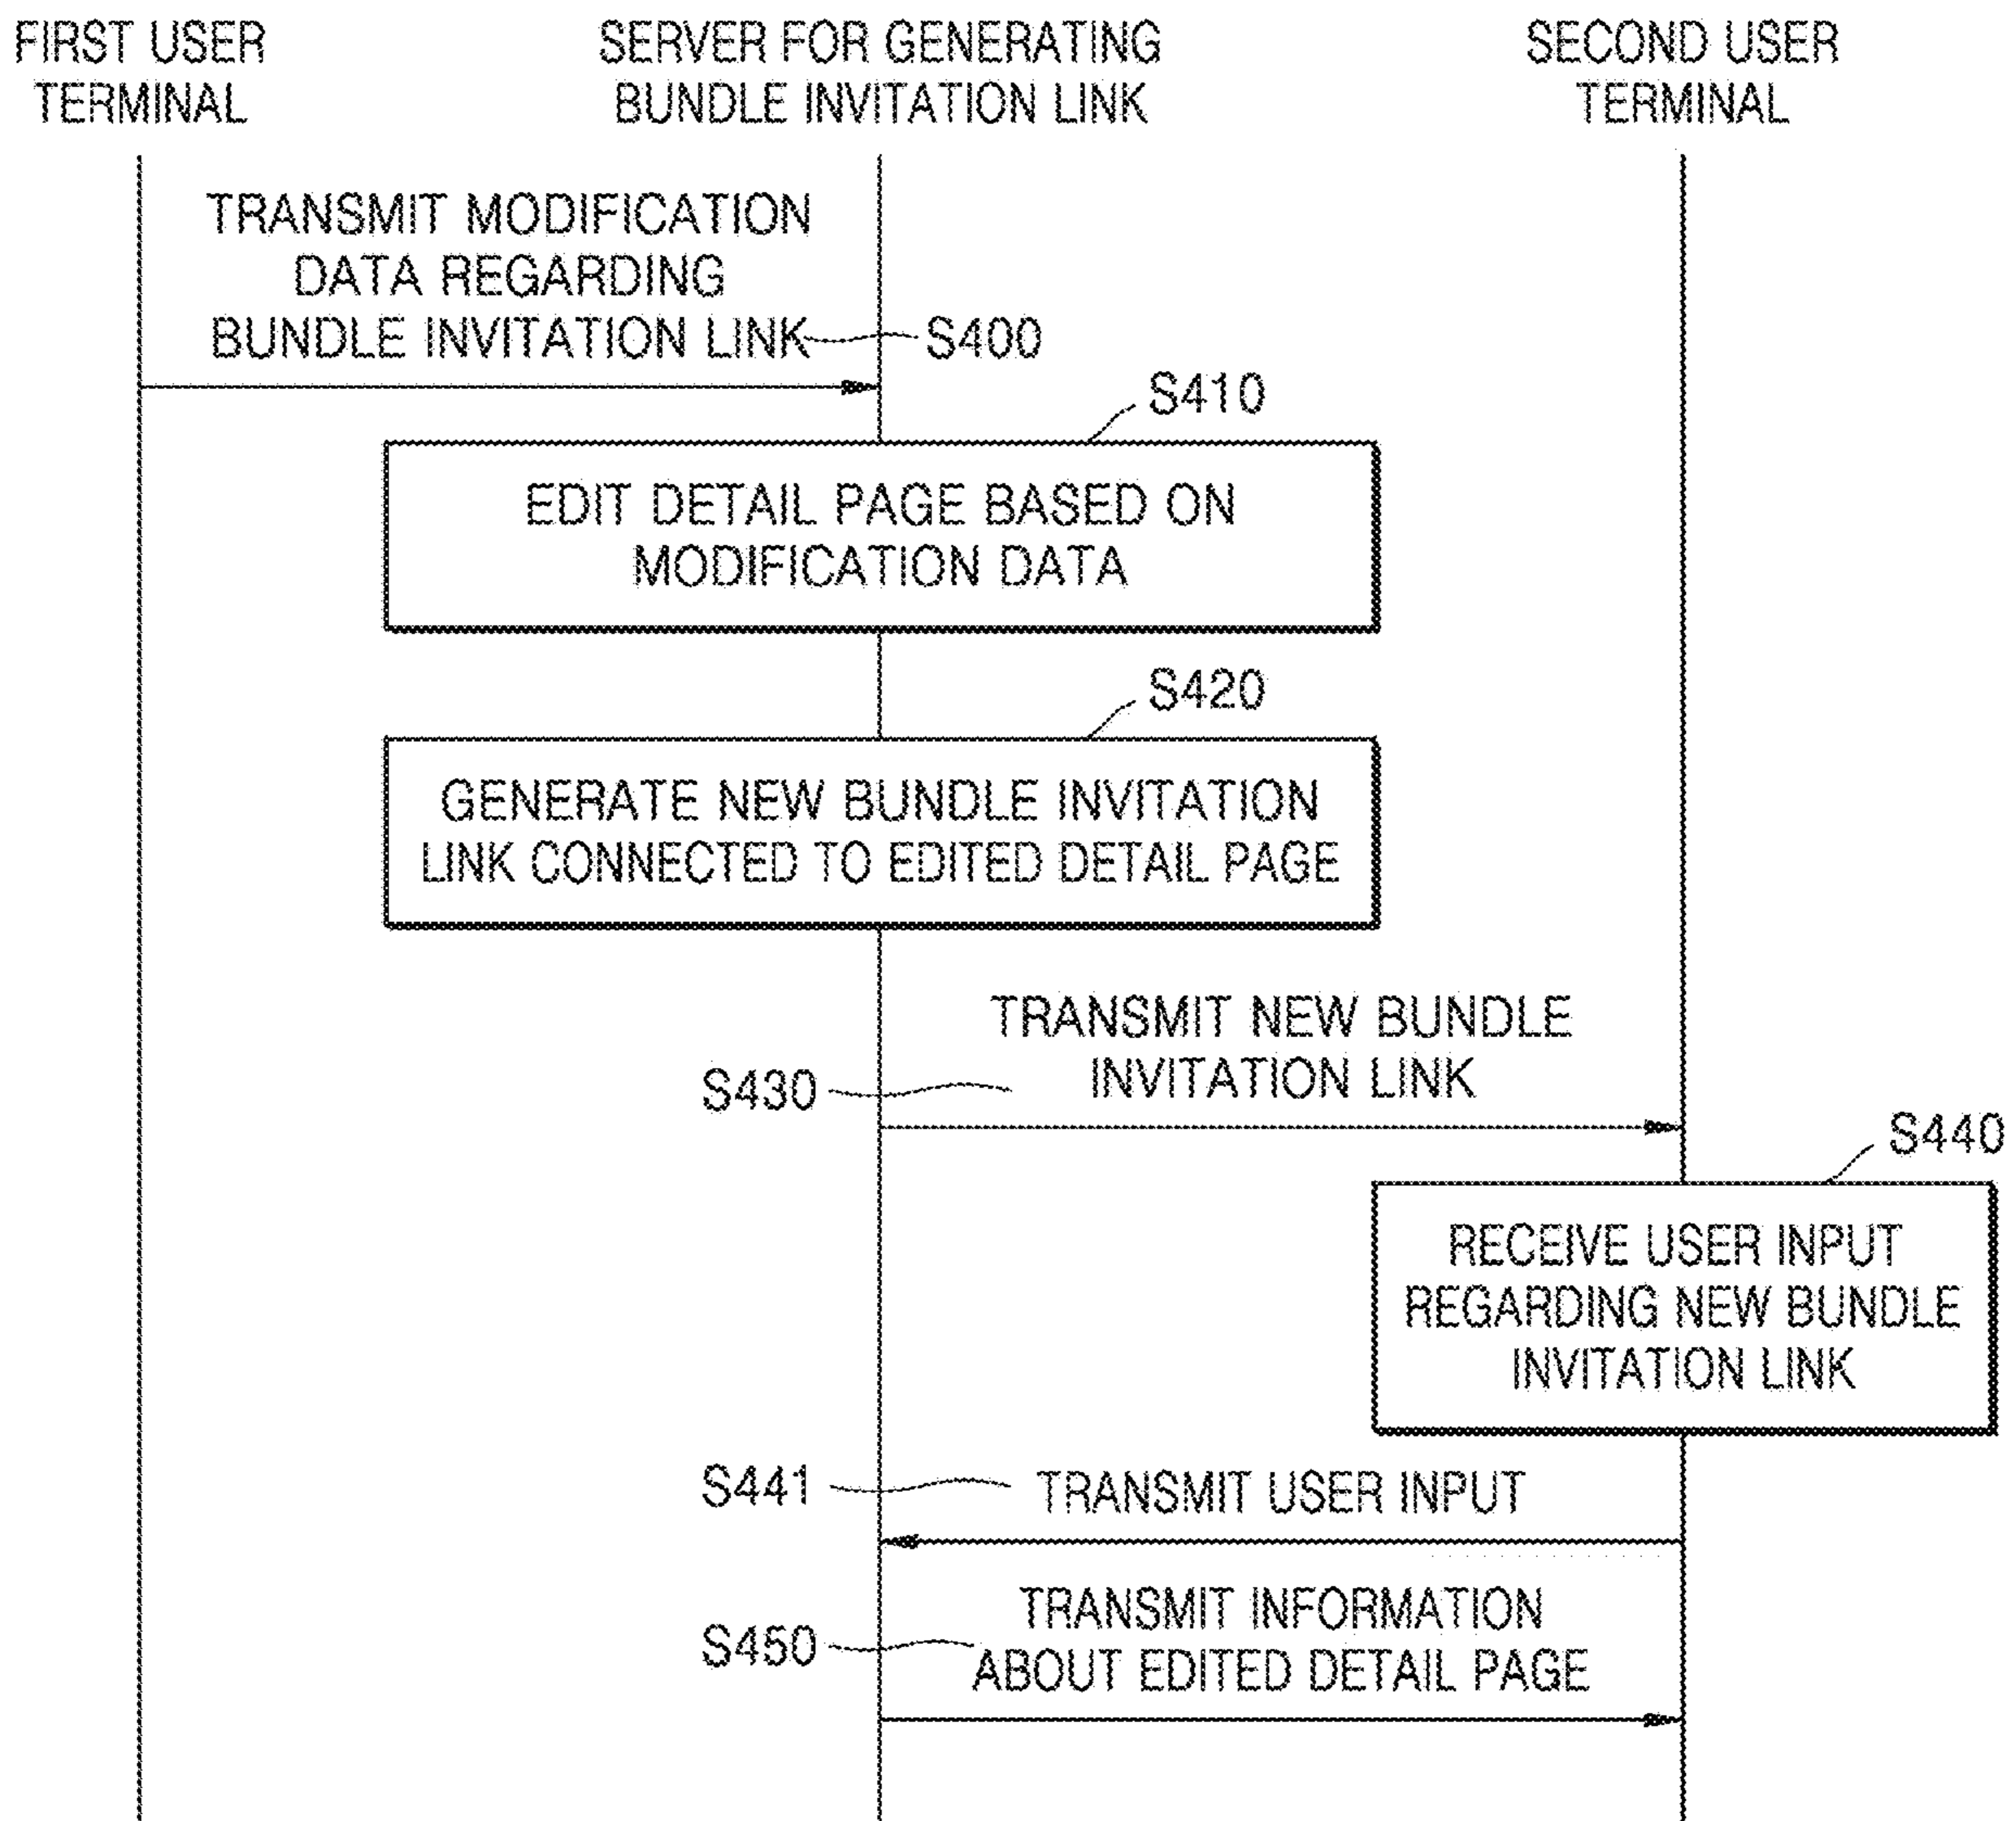 FIRST USER
TERMINAL
SERVER FOR GENERATING
BUNDLE INVITATION LINK
SECOND USER
TERMINAL
TRANSMIT MODIFICATION
DATA REGARDING
BUNDLE INVITATION LINK
S400
S410
EDIT DETAIL PAGE BASED ON
MODIFICATION DATA
S420
GENERATE NEW BUNDLE INVITATION
LINK CONNECTED TO EDITED DETAIL PAGE
TRANSMIT NEW BUNDLE
INVITATION LINK
S430
S440
RECEIVE USER INPUT
REGARDING NEW BUNDLE
INVITATION LINK
S441
TRANSMIT USER INPUT
TRANSMIT INFORMATION
ABOUT EDITED DETAIL PAGE
S450